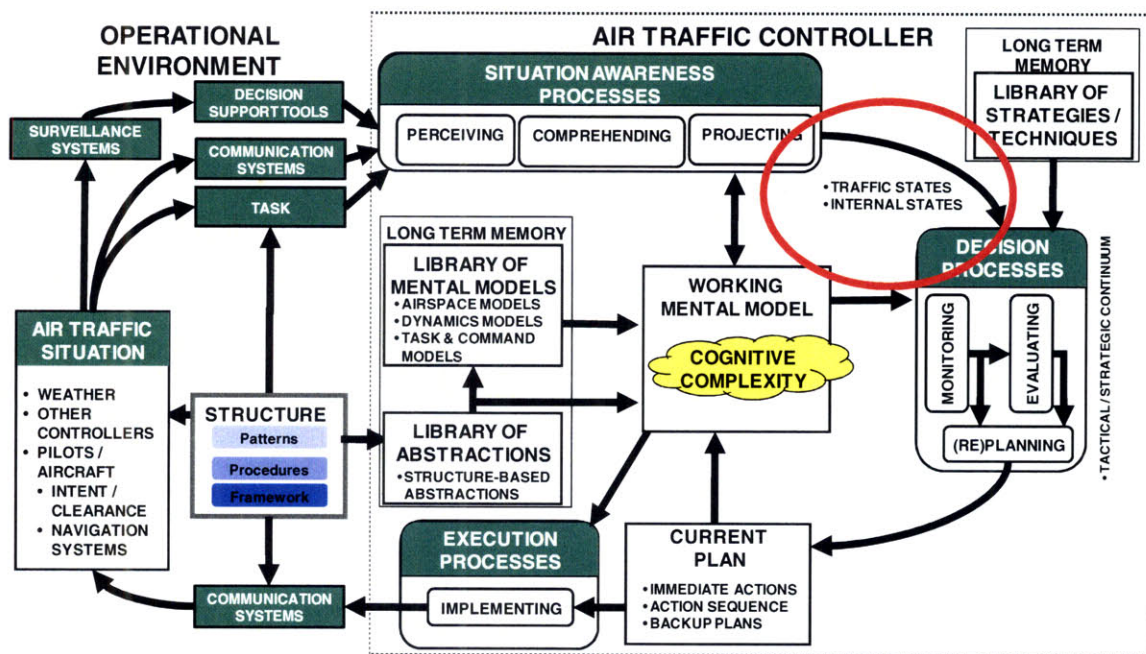 OPERATIONAL
ENVIRONMENT
AIR TRAFFIC CONTROLLER
DECISION
SUPPORT TOOLS
SURVEILLANCE
SYSTEMS
COMMUNICATION
SYSTEMS
TASK
SITUATION AWARENESS
PROCESSES
PERCEIVING
COMPREHENDING
PROJECTING
LONG TERM
MEMORY
LIBRARY OF
STRATEGIES /
TECHNIQUES
• TRAFFIC STATES
• INTERNAL STATES
LONG TERM MEMORY
LIBRARY OF
MENTAL MODELS
• AIRSPACE MODELS
• DYNAMICS MODELS
• TASK & COMMAND
MODELS
WORKING
MENTAL MODEL
COGNITIVE
COMPLEXITY
DECISION
PROCESSES
MONITORING
EVALUATING
(RE)PLANNING
• TACTICAL / STRATEGIC CONTINUUM
AIR TRAFFIC
SITUATION
• WEATHER
• OTHER
CONTROLLERS
• PILOTS /
AIRCRAFT
• INTENT /
CLEARANCE
• NAVIGATION
SYSTEMS
STRUCTURE
Patterns
Procedures
Framework
LIBRARY OF
ABSTRACTIONS
• STRUCTURE-BASED
ABSTRACTIONS
EXECUTION
PROCESSES
IMPLEMENTING
CURRENT
PLAN
• IMMEDIATE ACTIONS
• ACTION SEQUENCE
• BACKUP PLANS
COMMUNICATION
SYSTEMS